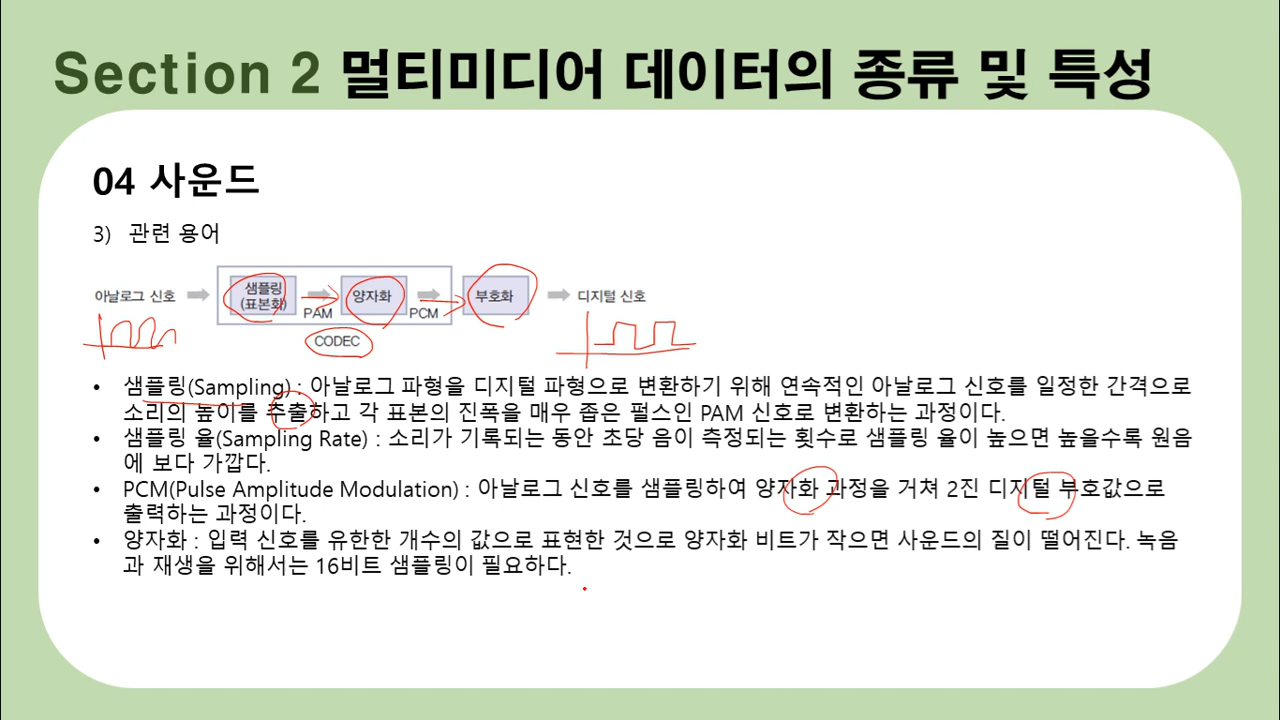 Section 2 멀티미디어 데이터의 종류 및 특성
04 사운드
3) 관련 용어
아날로그 신호
샘플링
(표본화)
PAM
양자화
PCM
부호화
디지털 신호
CODEC
• 샘플링(Sampling) : 아날로그 파형을 디지털 파형으로 변환하기 위해 연속적인 아날로그 신호를 일정한 간격으로
소리의 높이를 추출하고 각 표본의 진폭을 매우 좁은 펄스인 PAM 신호로 변환하는 과정이다.
• 샘플링 율(Sampling Rate) : 소리가 기록되는 동안 초당 음이 측정되는 횟수로 샘플링 율이 높으면 높을수록 원음
에 보다 가깝다.
• PCM(Pulse Amplitude Modulation) : 아날로그 신호를 샘플링하여 양자화 과정을 거쳐 2진 디지털 부호값으로
출력하는 과정이다.
• 양자화 : 입력 신호를 유한한 개수의 값으로 표현한 것으로 양자화 비트가 작으면 사운드의 질이 떨어진다. 녹음
과 재생을 위해서는 16비트 샘플링이 필요하다.